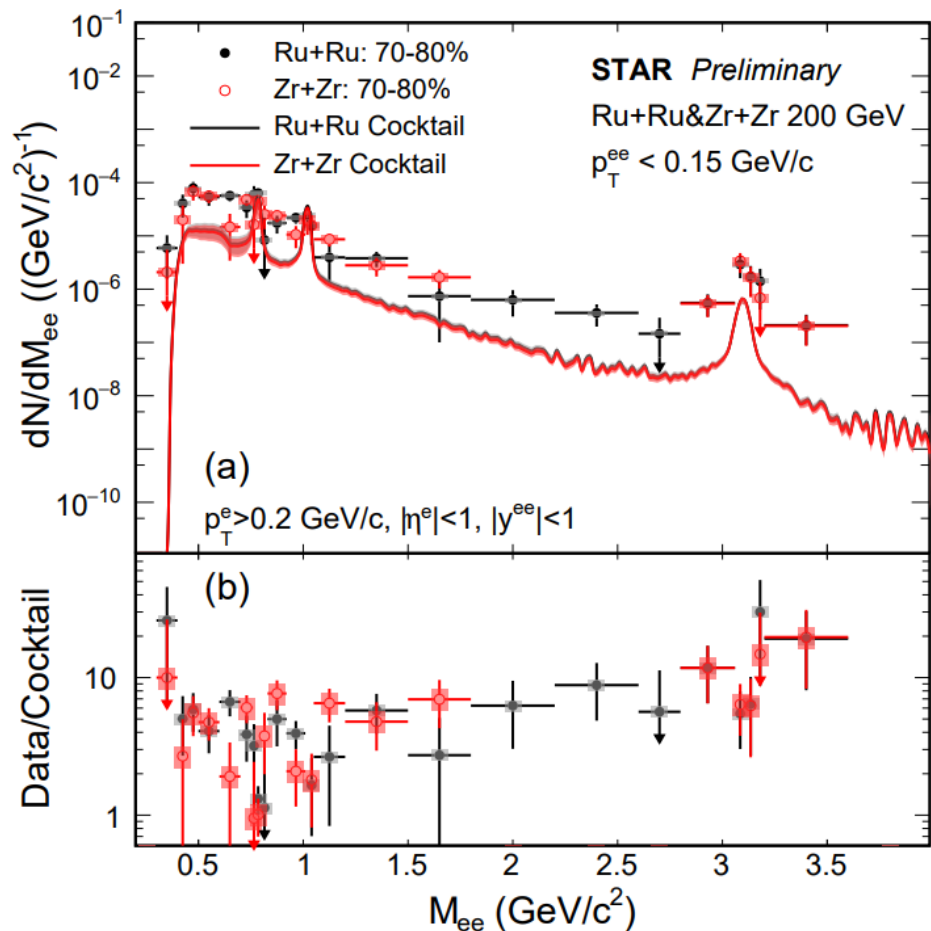 Ru+Ru: 70-80%
Zr+Zr: 70-80%
Ru+Ru Cocktail
Zr+Zr Cocktail
STAR Preliminary
Ru+Ru&Zr+Zr 200 GeV
p_T^ee < 0.15 GeV/c
dN/dM_ee ((GeV/c²)⁻¹)
10⁻¹
10⁻²
10⁻⁴
10⁻⁶
10⁻⁸
10⁻¹⁰
(a)
p_T^e>0.2 GeV/c, |η^e|<1, |y^ee|<1
(b)
Data/Cocktail
10
1
0.5 1 1.5 2 2.5 3 3.5
M_ee (GeV/c²)